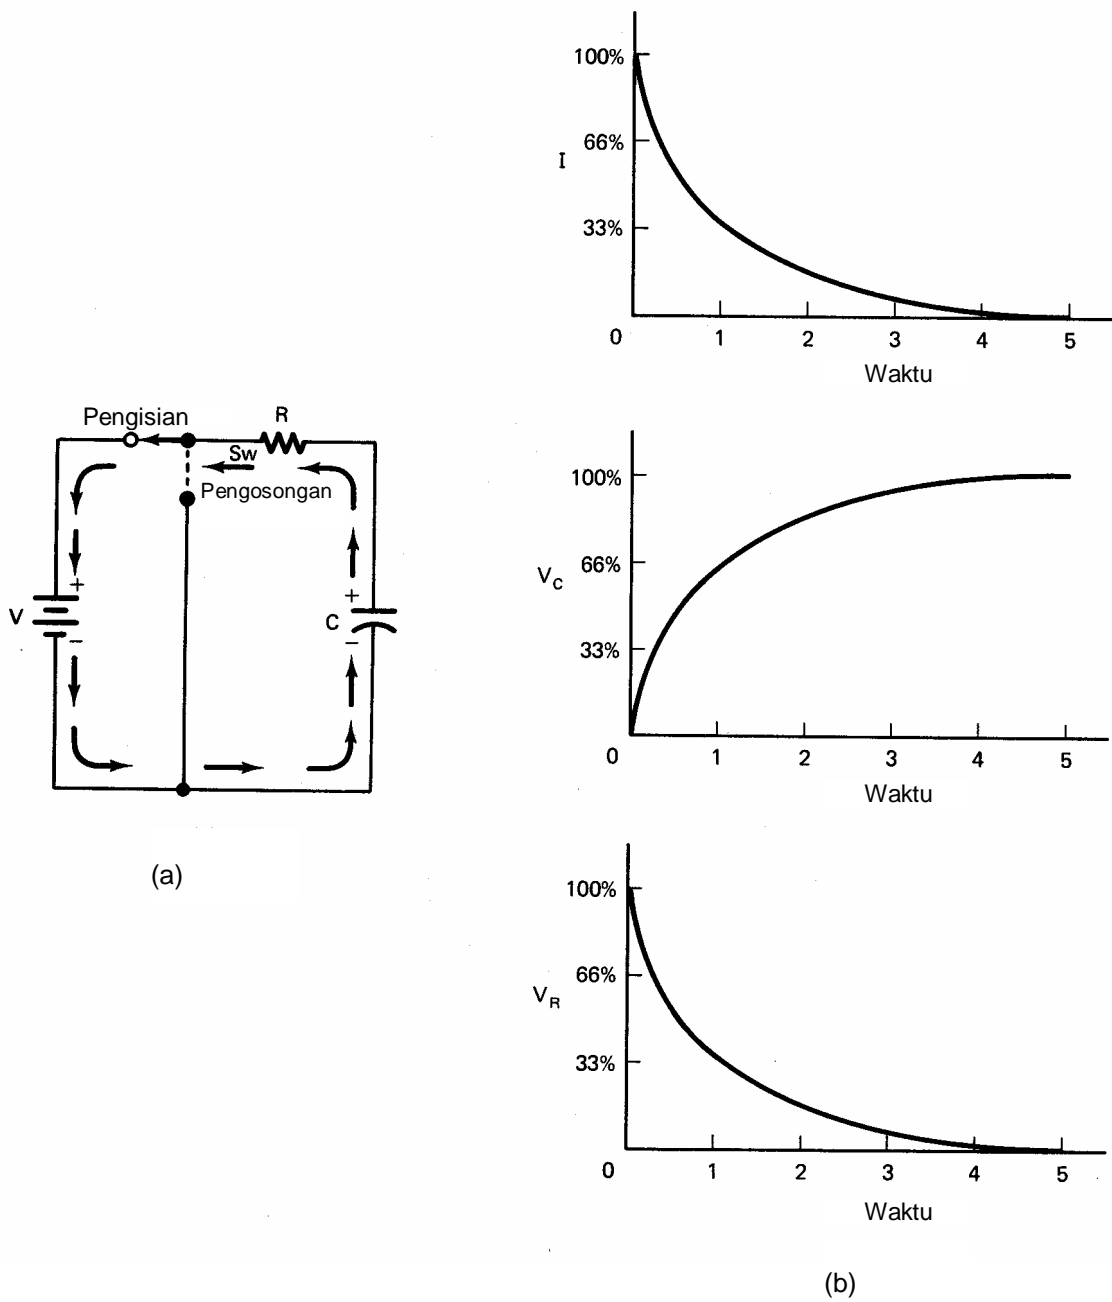 Pengisian
R
Sw
Pengosongan
V
+
−
C
+
−
(a)
100%
66%
I
33%
0 1 2 3 4 5
Waktu
100%
66%
VC
33%
0 1 2 3 4 5
Waktu
100%
66%
VR
33%
0 1 2 3 4 5
Waktu
(b)